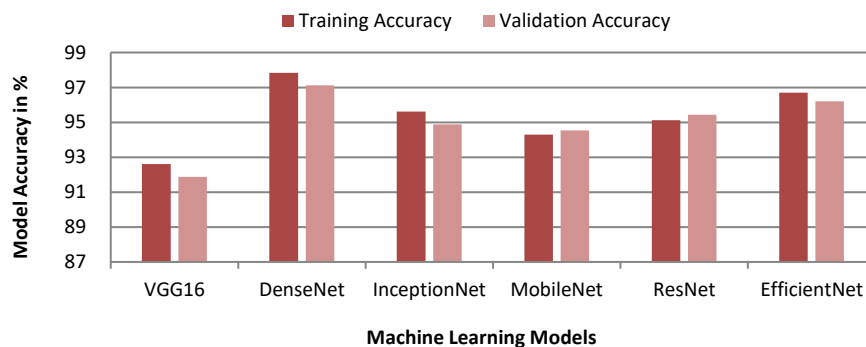 Training Accuracy Validation Accuracy
Model Accuracy in %
99
97
95
93
91
89
87
VGG16 DenseNet InceptionNet MobileNet ResNet EfficientNet
Machine Learning Models